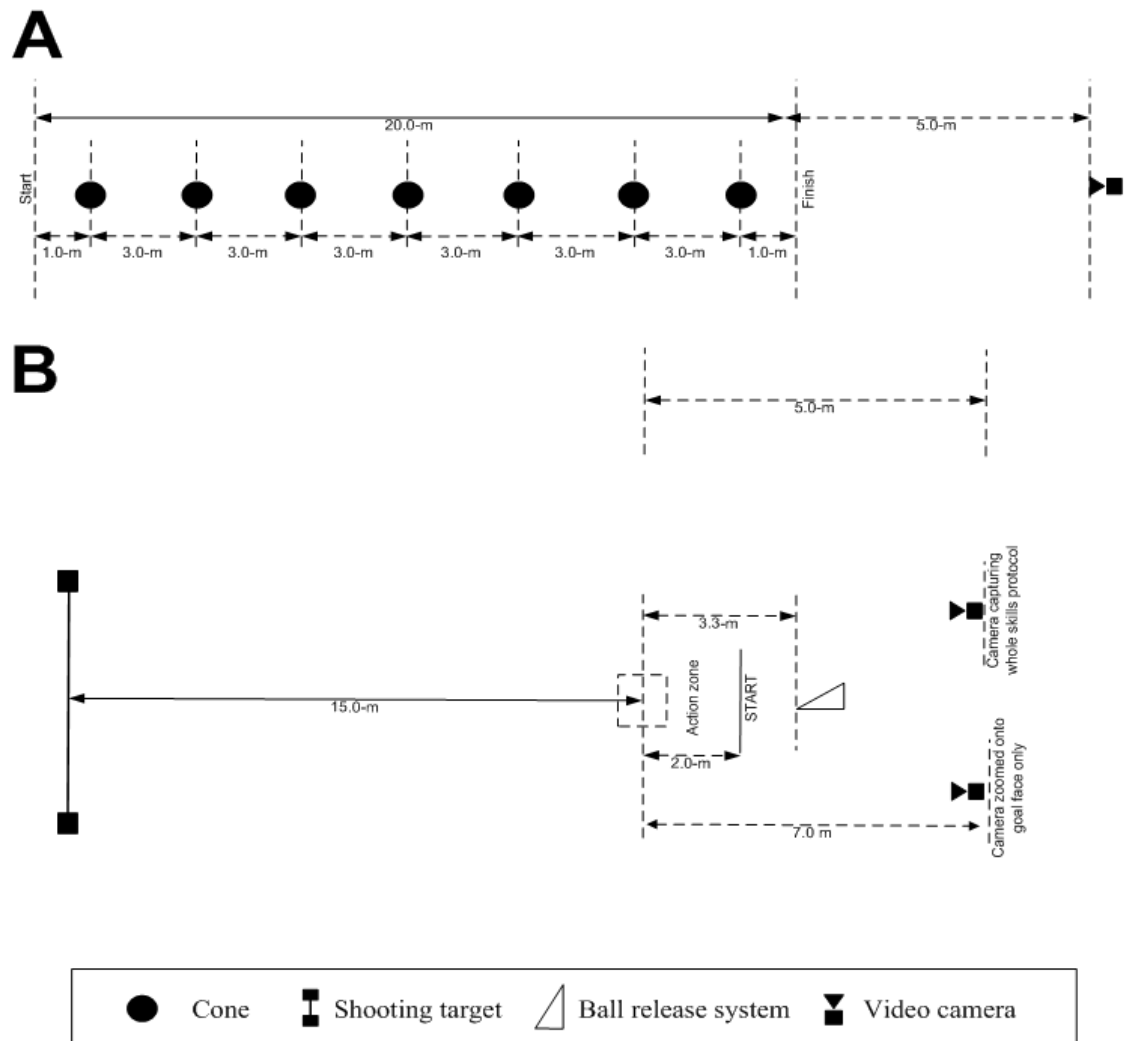 A
20.0-m
5.0-m
Start
Finish
1.0-m
3.0-m
3.0-m
3.0-m
3.0-m
3.0-m
3.0-m
1.0-m
B
5.0-m
Camera capturing
whole skills protocol
3.3-m
15.0-m
Action zone
START
2.0-m
Camera zoomed onto
goal face only
7.0 m
Cone
Shooting target
Ball release system
Video camera